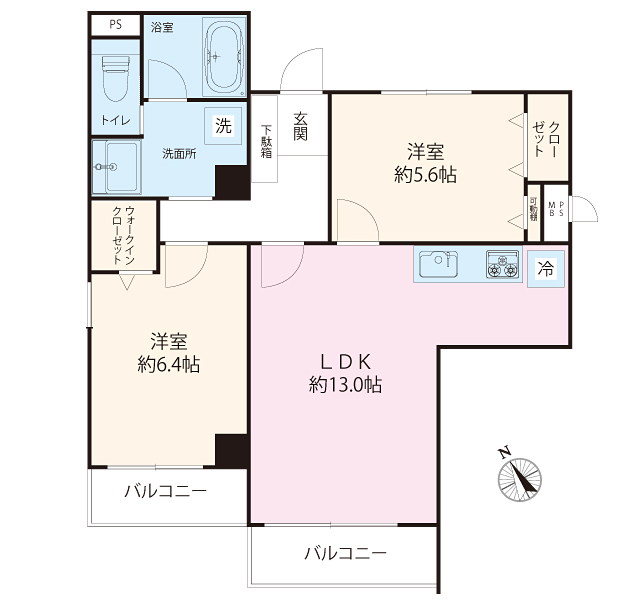 PS
浴室
トイレ
洗
洗面所
下駄箱
玄関
洋室
約5.6帖
クロー
ゼット
可動棚
MB
PS
ウォークイン
クローゼット
冷
洋室
約6.4帖
LDK
約13.0帖
N
バルコニー
バルコニー